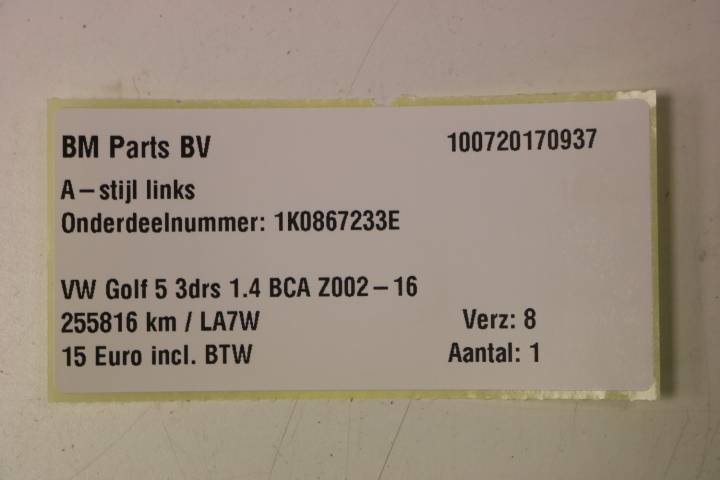 BM Parts BV 100720170937
A-stijl links
Onderdeelnummer: 1K0867233E
VW Golf 5 3drs 1.4 BCA Z002-16
255816 km / LA7W Verz: 8
15 Euro incl. BTW Aantal: 1